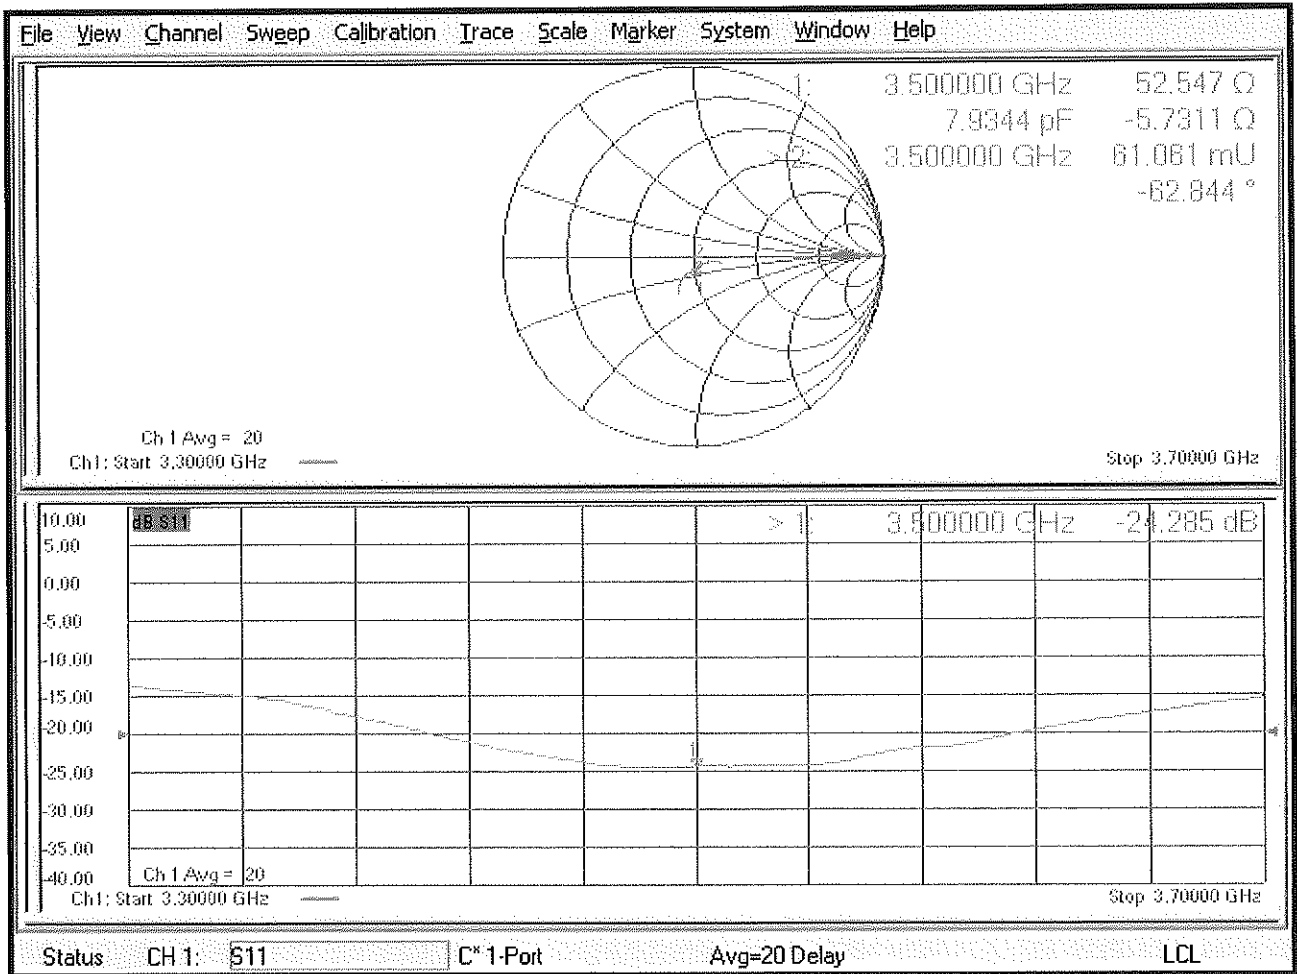 File View Channel Sweep Calibration Trace Scale Marker System Window Help
1: 3.500000 GHz 52.547 Ω
7.9344 pF -5.7311 Ω
> 2: 3.500000 GHz 61.061 mU
-62.844 °
Ch 1 Avg = 20
Ch1: Start 3.30000 GHz
Stop 3.70000 GHz
10.00 dB S11 > 1: 3.500000 GHz -24.285 dB
5.00
0.00
-5.00
-10.00
-15.00
-20.00
1
-25.00
-30.00
-35.00
-40.00
Ch 1 Avg = 20
Ch1: Start 3.30000 GHz
Stop 3.70000 GHz
Status CH 1: S11 C* 1-Port Avg=20 Delay LCL